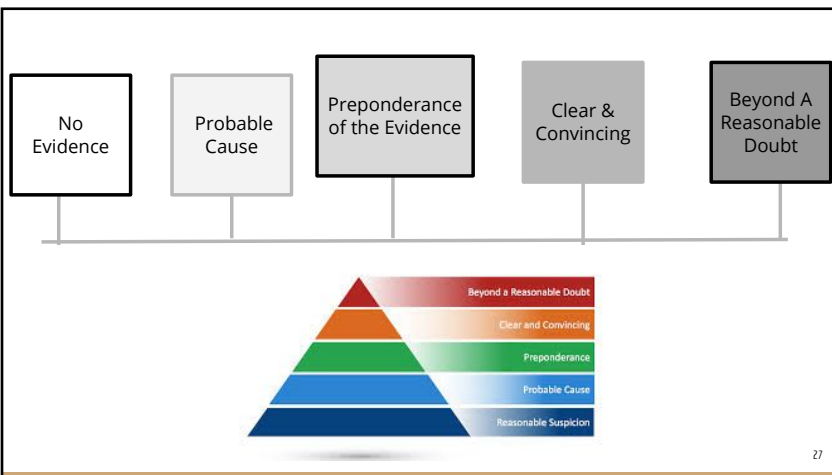 No
Evidence
Probable
Cause
Preponderance
of the Evidence
Clear &
Convincing
Beyond A
Reasonable
Doubt
Beyond a Reasonable Doubt
Clear and Convincing
Preponderance
Probable Cause
Reasonable Suspicion
27